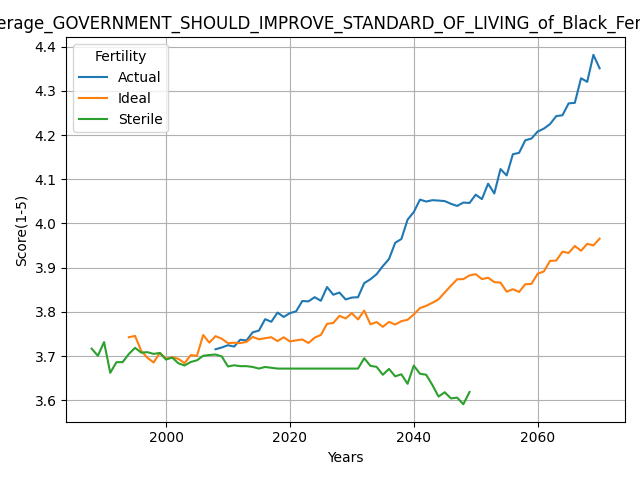 erage_GOVERNMENT_SHOULD_IMPROVE_STANDARD_OF_LIVING_of_Black_Fer
Fertility
Actual
Ideal
Sterile
Score(1-5)
4.4
4.3
4.2
4.1
4.0
3.9
3.8
3.7
3.6
2000 2020 2040 2060
Years